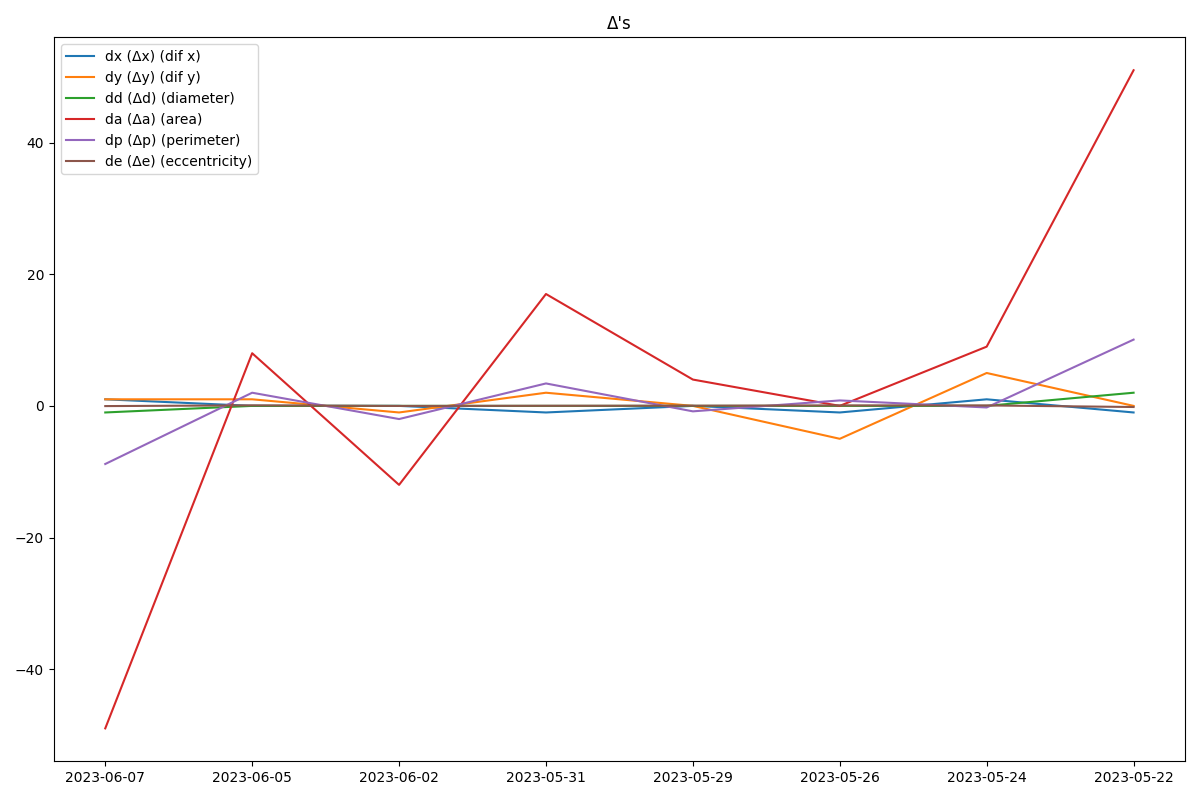 Δ's
dx (Δx) (dif x)
dy (Δy) (dif y)
dd (Δd) (diameter)
da (Δa) (area)
dp (Δp) (perimeter)
de (Δe) (eccentricity)
40
20
0
−20
−40
2023-06-07 2023-06-05 2023-06-02 2023-05-31 2023-05-29 2023-05-26 2023-05-24 2023-05-22